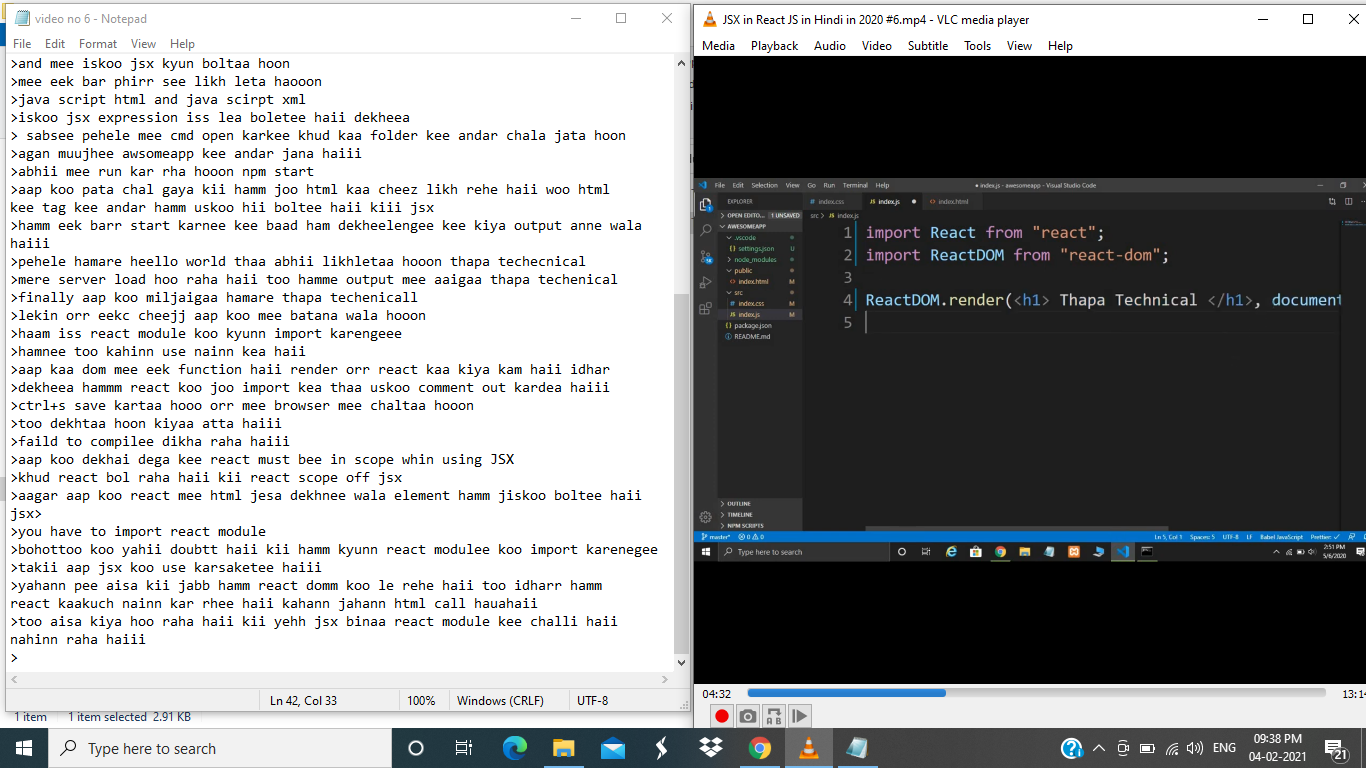 video no 6 - Notepad
File Edit Format View Help
>and mee iskoo jsx kyun boltaa hoon
>mee eek bar phirr see likh leta haooon
>java script html and java scirpt xml
>iskoo jsx expression iss lea boletee haii dekheea
> sabsee pehele mee cmd open karkee khud kaa folder kee andar chala jata hoon
>agan muujhee awsomeapp kee andar jana haiii
>abhii mee run kar rha hooon npm start
>aap koo pata chal gaya kii hamm joo html kaa cheez likh rehe haii woo html
kee tag kee andar hamm uskoo hii boltee haii kiii jsx
>hamm eek barr start karnee kee baad ham dekheelengee kee kiya output anne wala
haiii
>pehele hamare heello world thaa abhii likhletaa hooon thapa techecnical
>mere server load hoo raha haii too hamme output mee aaigaa thapa technical
>finally aap koo miljaigaa hamare thapa techenicall
>lekin orr eekc cheejj aap koo mee batana wala hooon
>haam iss react module koo kyunn import karengeee
>hamnee too kahinn use nainn kea haii
>aap kaa dom mee eek function haii render orr react kaa kiya kam haii idhar
>dekheea hammm react koo joo import kea thaa uskoo comment out kardea haiii
>ctrl+s save kartaa hooo orr mee browser mee chaltaa hooon
>too dekhtaa hoon kiyaa atta haiii
>faild to compilee dikha raha haiii
>aap koo dekhai dega kee react must bee in scope whin using JSX
>khud react bol raha haii kii react scope off jsx
>aagar aap koo react mee html jesa dekhnee wala element hamm jiskoo boltee haii
jsx>
>you have to import react module
>bohottoo koo yahii doubtt haii kii hamm kyunn react modulee koo import karenegee
>takii aap jsx koo use karsaketee haiii
>yahann pee aisa kii jabb hamm react domm koo le rehe haii too idharr hamm
react kaakuch nainn kar rhee haii kahann jahann html call hauahaii
>too aisa kiya hoo raha haii kii yehh jsx binaa react module kee challi haii
nahinn raha haiii
>
Ln 42, Col 33 100% Windows (CRLF) UTF-8
1 item 1 item selected 2.91 KB
JSX in React JS in Hindi in 2020 #6.mp4 - VLC media player
Media Playback Audio Video Subtitle Tools View Help
File Edit Selection View Go Run Terminal Help
● index.js - awesomeapp - Visual Studio Code
EXPLORER
# index.css JS index.js ● <> index.html
OPEN EDITO... 1 UNSAVED
src > JS index.js
AWESOMEAPP
.vscode
settings.json U
node_modules
public
index.html M
src
index.css M
index.js M
package.json
README.md
1 import React from "react";
2 import ReactDOM from "react-dom";
3
4 ReactDOM.render(<h1> Thapa Technical </h1>, document
5
OUTLINE
TIMELINE
NPM SCRIPTS
master* 0 0 Ln 5, Col 1 Spaces: 5 UTF-8 LF Babel JavaScript Prettier: ✓
Type here to search
2:51 PM
5/6/2020
04:32 13:14
Type here to search
ENG
09:38 PM
04-02-2021
21